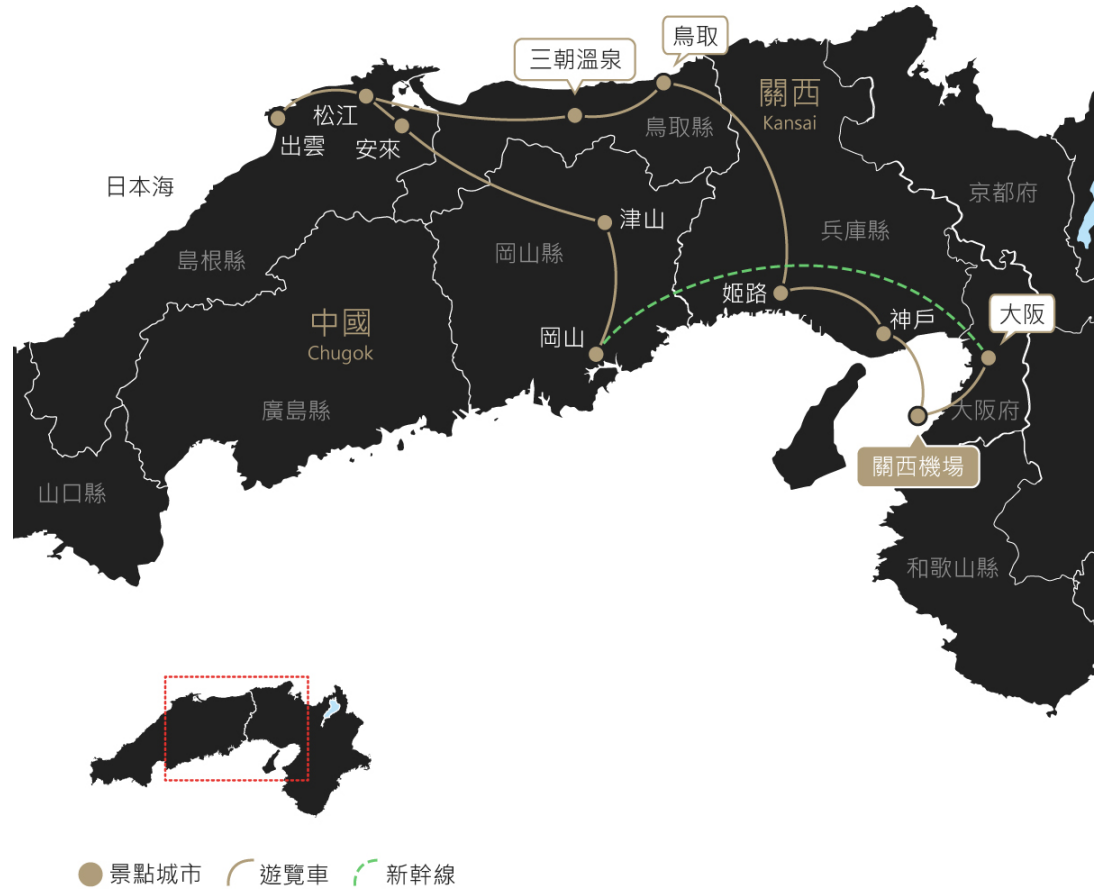 鳥取
三朝溫泉
關西
Kansai
松江
出雲
安來
鳥取縣
日本海
京都府
津山
島根縣
岡山縣
兵庫縣
姬路
中國
Chugok
岡山
神戶
大阪
廣島縣
大阪府
關西機場
山口縣
和歌山縣
景點城市
遊覽車
新幹線